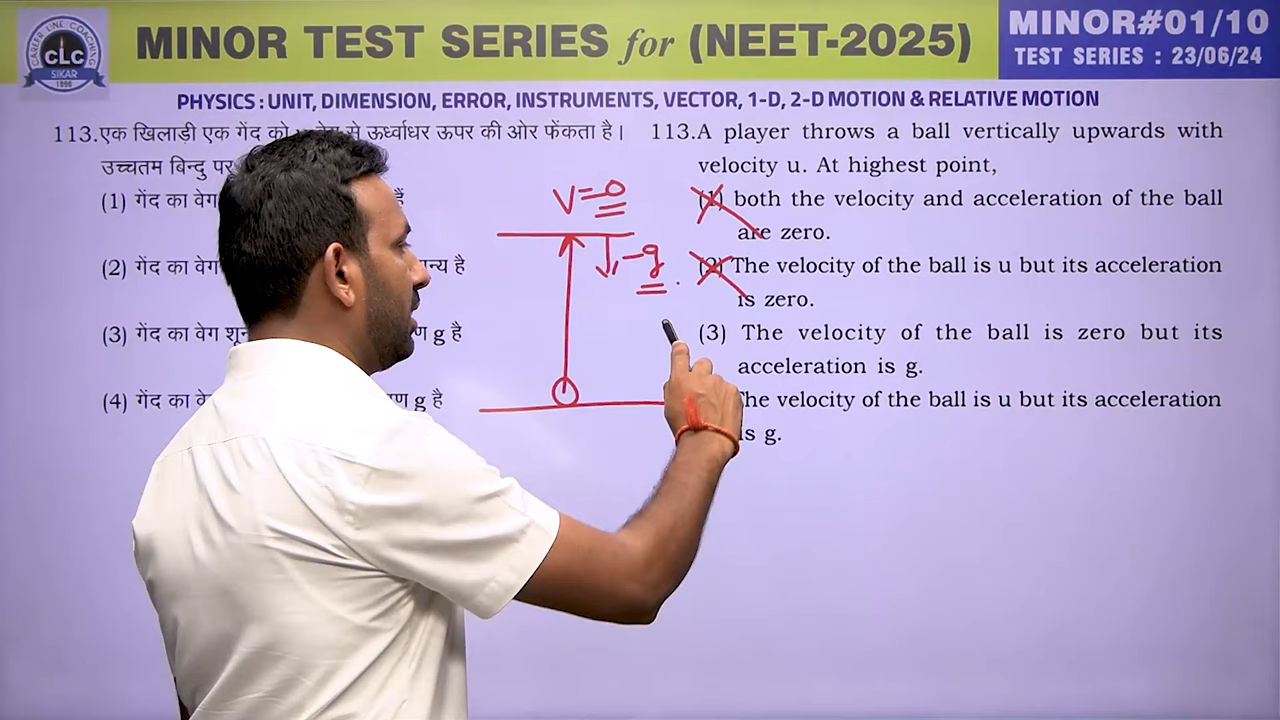 CAREER LINE COACHING
CLC
SIKAR
1996
MINOR TEST SERIES for (NEET-2025)
MINOR#01/10
TEST SERIES : 23/06/24
PHYSICS : UNIT, DIMENSION, ERROR, INSTRUMENTS, VECTOR, 1-D, 2-D MOTION & RELATIVE MOTION
113.एक खिलाड़ी एक गेंद को से ऊर्ध्वाधर ऊपर की ओर फेंकता है।
उच्चतम बिन्दु पर
(1) गेंद का वेग हैं
(2) गेंद का वेग है
(3) गेंद का वेग g है
(4) गेंद का g है
V=0
-g
113.A player throws a ball vertically upwards with
velocity u. At highest point,
(1) both the velocity and acceleration of the ball
are zero.
(2) The velocity of the ball is u but its acceleration
is zero.
(3) The velocity of the ball is zero but its
acceleration is g.
The velocity of the ball is u but its acceleration
is g.